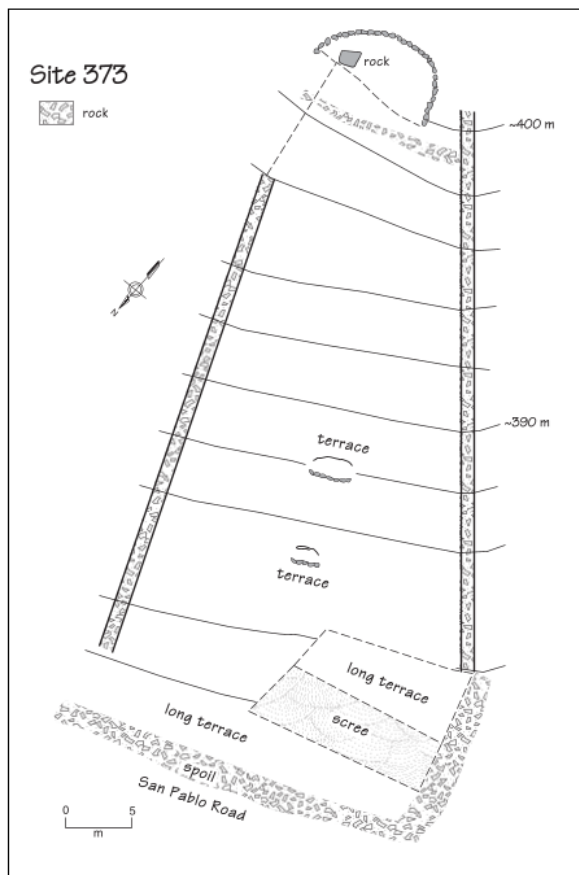 Site 373
rock
rock
~400 m
N
~390 m
terrace
terrace
long terrace
scree
long terrace
spoil
San Pablo Road
0 5
m